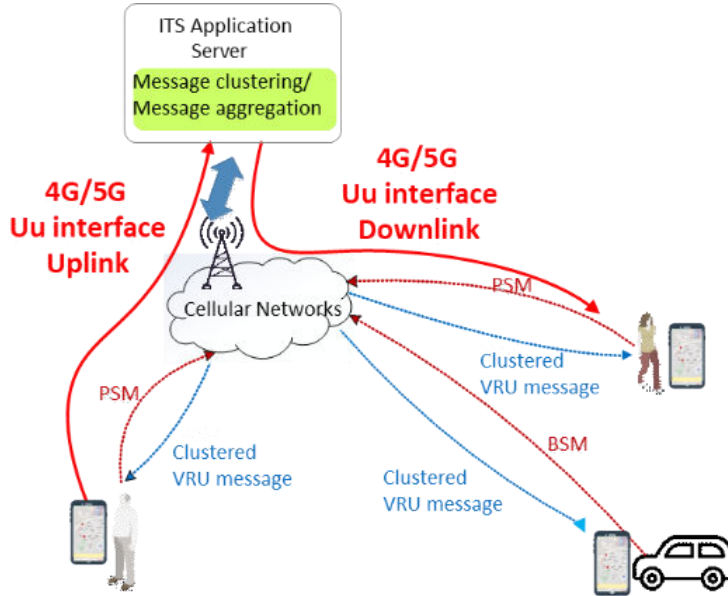 ITS Application
Server
Message clustering/
Message aggregation
4G/5G
Uu interface
Uplink
4G/5G
Uu interface
Downlink
PSM
Cellular Networks
Clustered
VRU message
PSM
Clustered
VRU message
BSM
Clustered
VRU message